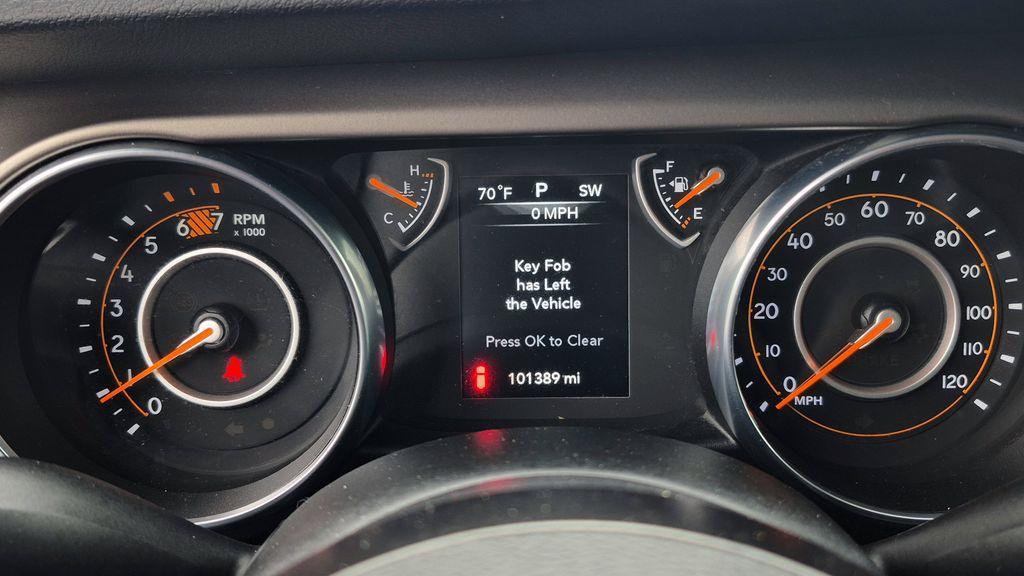 H
C
1
2
3
4
5
6
7
RPM
x 1000
0
70°F P SW
0 MPH
Key Fob
has Left
the Vehicle
Press OK to Clear
101389 mi
F
E
0
10
20
30
40
50
60
70
80
90
100
110
120
MPH